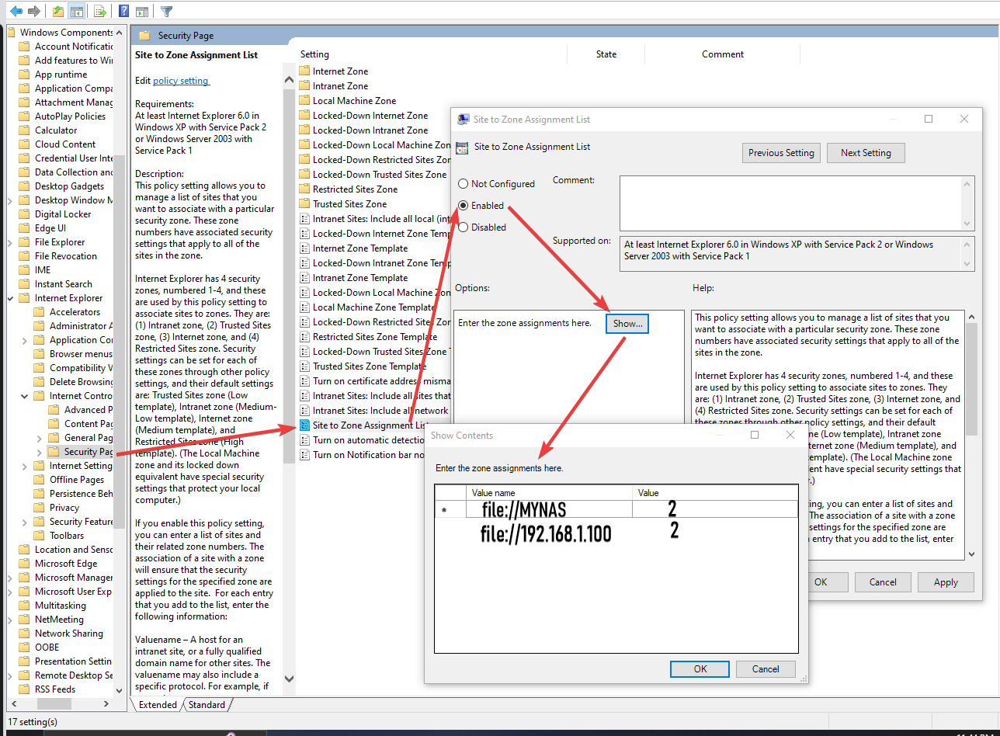 Windows Components
Account Notificatio
Add features to Wi
App runtime
Application Compa
Attachment Manag
AutoPlay Policies
Calculator
Cloud Content
Credential User Inte
Data Collection and
Desktop Gadgets
Desktop Window M
Digital Locker
Edge UI
File Explorer
File Revocation
IME
Instant Search
Internet Explorer
Accelerators
Administrator A
Application Co
Browser menus
Compatibility V
Delete Browsing
Internet Contro
Advanced P
Content Pag
General Pag
Security Pag
Internet Setting
Offline Pages
Persistence Beh
Privacy
Security Feature
Toolbars
Location and Senso
Microsoft Edge
Microsoft Manager
Microsoft User Exp
Multitasking
NetMeeting
Network Sharing
OOBE
Presentation Settin
Remote Desktop Se
RSS Feeds
Security Page
Site to Zone Assignment List
Edit policy setting
Requirements:
At least Internet Explorer 6.0 in
Windows XP with Service Pack 2
or Windows Server 2003 with
Service Pack 1
Description:
This policy setting allows you to
manage a list of sites that you
want to associate with a particular
security zone. These zone
numbers have associated security
settings that apply to all of the
sites in the zone.
Internet Explorer has 4 security
zones, numbered 1-4, and these
are used by this policy setting to
associate sites to zones. They are:
(1) Intranet zone, (2) Trusted Sites
zone, (3) Internet zone, and (4)
Restricted Sites zone. Security
settings can be set for each of
these zones through other policy
settings, and their default settings
are: Trusted Sites zone (Low
template), Intranet zone (Medium-
Low template), Internet zone
(Medium template), and
Restricted Sites zone (High
template). (The Local Machine
zone and its locked down
equivalent have special security
settings that protect your local
computer.)
If you enable this policy setting,
you can enter a list of sites and
their related zone numbers. The
association of a site with a zone
will ensure that the security
settings for the specified zone are
applied to the site.  For each entry
that you add to the list, enter the
following information:
Valuename – A host for an
intranet site, or a fully qualified
domain name for other sites. The
valuename may also include a
specific protocol. For example, if
Setting State Comment
Internet Zone
Intranet Zone
Local Machine Zone
Locked-Down Internet Zone
Locked-Down Intranet Zone
Locked-Down Local Machine Zon
Locked-Down Restricted Sites Zor
Locked-Down Trusted Sites Zone
Restricted Sites Zone
Trusted Sites Zone
Intranet Sites: Include all local (int
Locked-Down Internet Zone Temp
Internet Zone Template
Locked-Down Intranet Zone Temp
Intranet Zone Template
Locked-Down Local Machine Zon
Local Machine Zone Template
Locked-Down Restricted Sites Zor
Restricted Sites Zone Template
Locked-Down Trusted Sites Zone T
Trusted Sites Zone Template
Turn on certificate address misma
Intranet Sites: Include all sites that
Intranet Sites: Include all network
Site to Zone Assignment List
Turn on automatic detectio
Turn on Notification bar no
Extended Standard
17 setting(s)
Site to Zone Assignment List
Site to Zone Assignment List
Previous Setting Next Setting
Not Configured
Enabled
Disabled
Comment:
Supported on:
At least Internet Explorer 6.0 in Windows XP with Service Pack 2 or Windows
Server 2003 with Service Pack 1
Options:
Help:
Enter the zone assignments here. Show...
This policy setting allows you to manage a list of sites that you
want to associate with a particular security zone. These zone
numbers have associated security settings that apply to all of the
sites in the zone.
Internet Explorer has 4 security zones, numbered 1-4, and these
are used by this policy setting to associate sites to zones. They
are: (1) Intranet zone, (2) Trusted Sites zone, (3) Internet zone, and
(4) Restricted Sites zone. Security settings can be set for each of
these zones through other policy settings, and their default
e (Low template), Intranet zone
ternet zone (Medium template), and
emplate). (The Local Machine zone
ent have special security settings that
r.)
ing, you can enter a list of sites and
The association of a site with a zone
settings for the specified zone are
entry that you add to the list, enter
OK Cancel Apply
Show Contents
Enter the zone assignments here.
Value name Value
file://MYNAS 2
file://192.168.1.100 2
OK Cancel